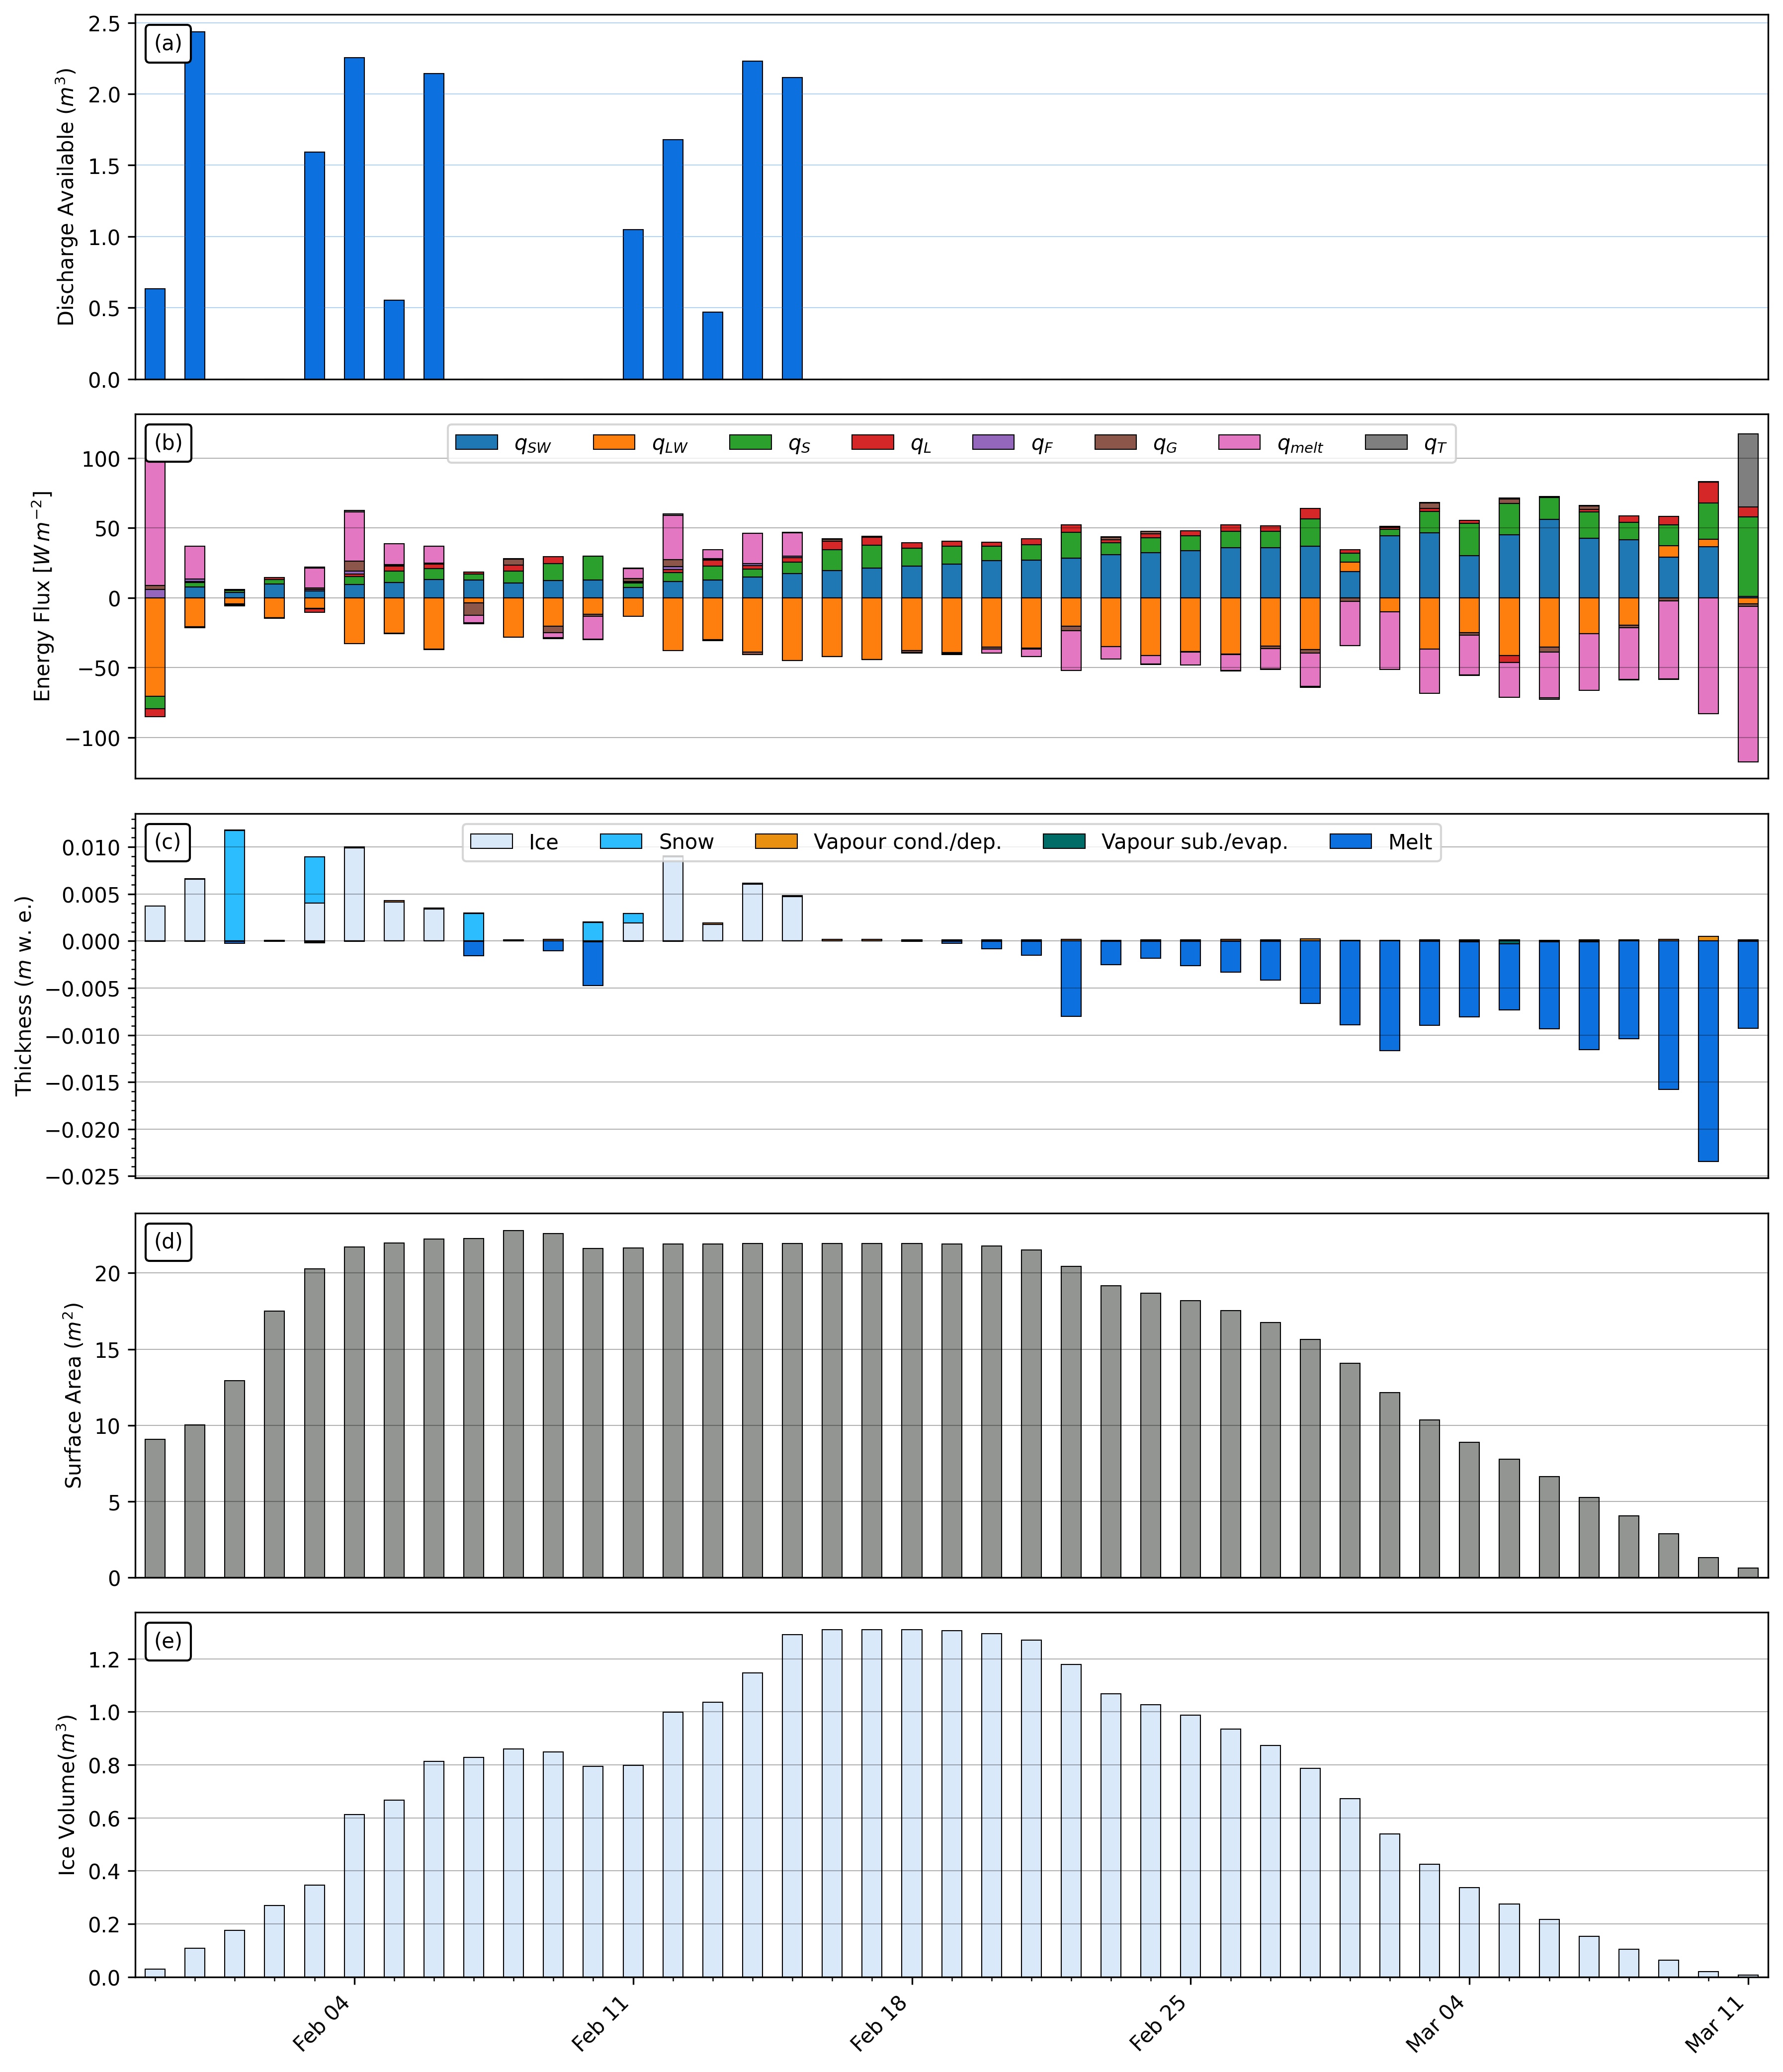 (a)
Discharge Available (m³)
2.5
2.0
1.5
1.0
0.5
0.0
(b)
q_SW q_LW q_S q_L q_F q_G q_melt q_T
Energy Flux [W m⁻²]
100
50
0
−50
−100
(c)
Ice Snow Vapour cond./dep. Vapour sub./evap. Melt
Thickness (m w. e.)
0.010
0.005
0.000
−0.005
−0.010
−0.015
−0.020
−0.025
(d)
Surface Area (m²)
20
15
10
5
0
(e)
Ice Volume(m³)
1.2
1.0
0.8
0.6
0.4
0.2
0.0
Feb 04 Feb 11 Feb 18 Feb 25 Mar 04 Mar 11